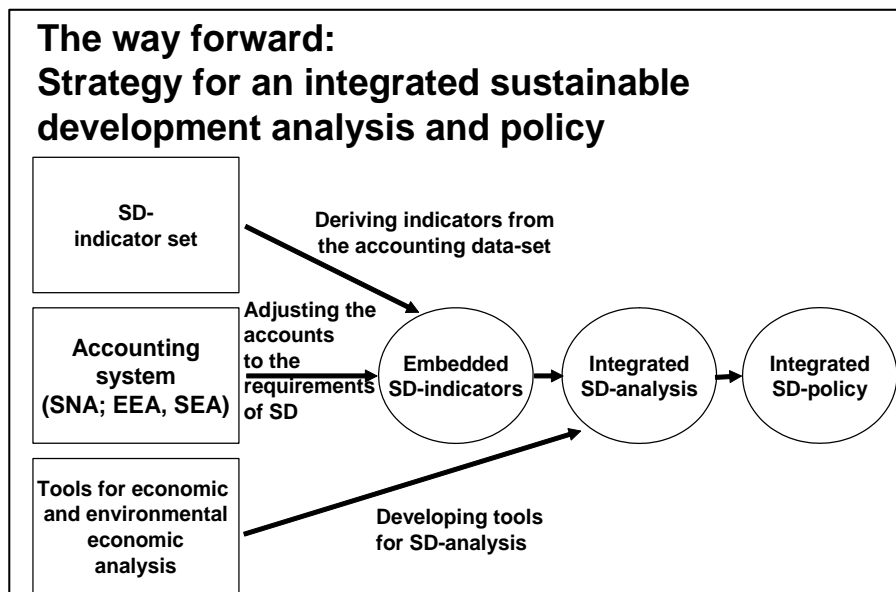 The way forward:
Strategy for an integrated sustainable
development analysis and policy
SD-
indicator set
Deriving indicators from
the accounting data-set
Accounting
system
(SNA; EEA, SEA)
Adjusting the
accounts
to the
requirements
of SD
Embedded
SD-indicators
Integrated
SD-analysis
Integrated
SD-policy
Tools for economic
and environmental
economic
analysis
Developing tools
for SD-analysis